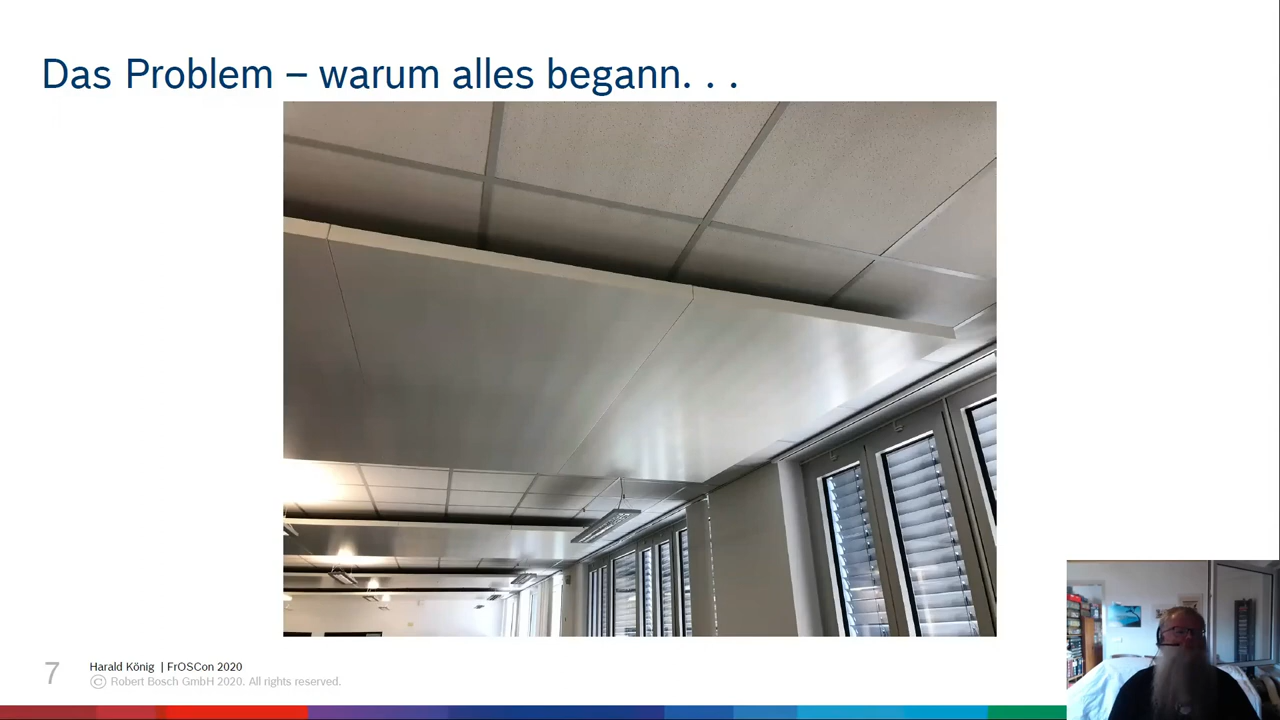 Das Problem – warum alles begann. . .
7
Harald König | FrOSCon 2020
© Robert Bosch GmbH 2020. All rights reserved.